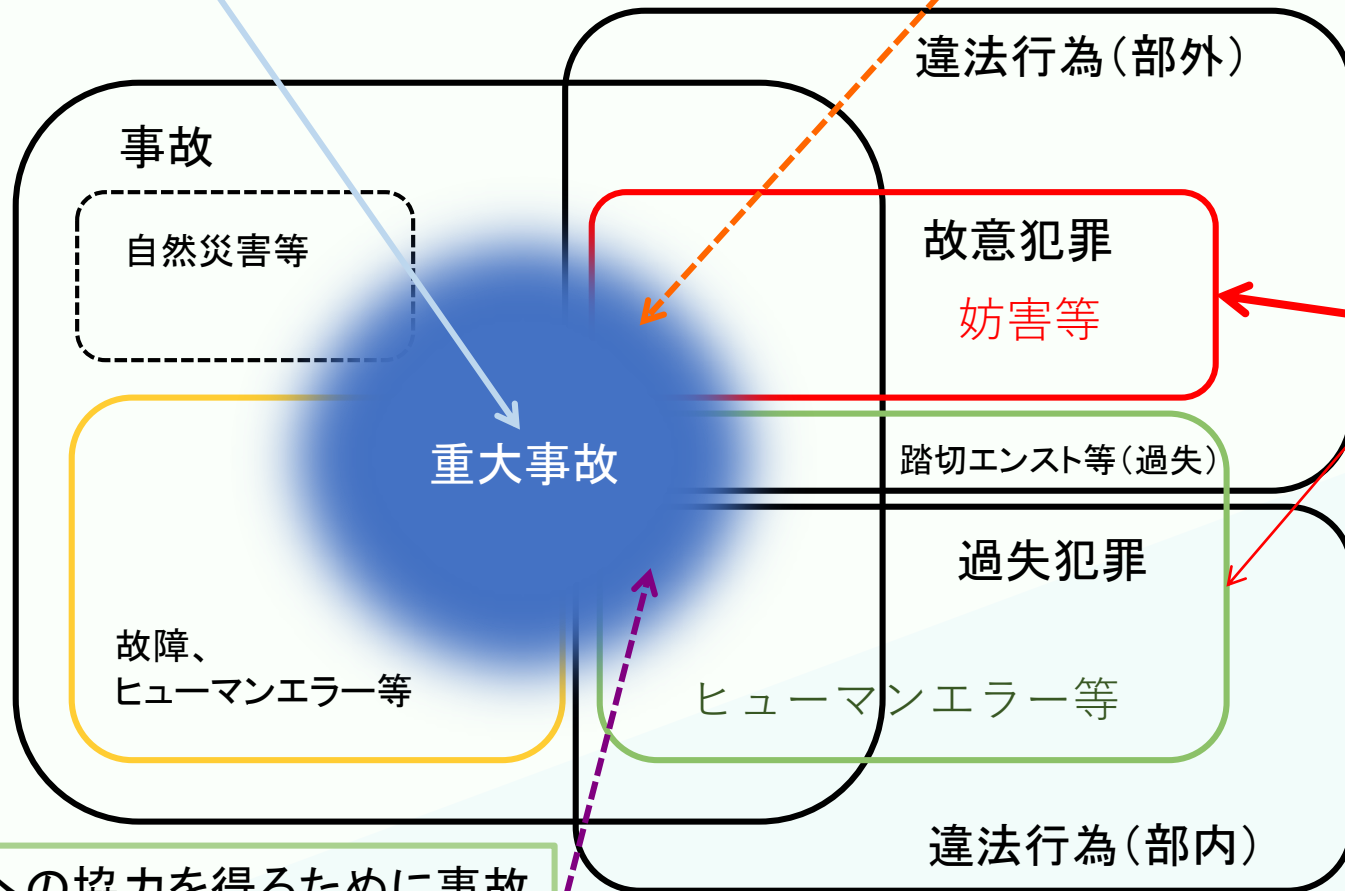 違法行為(部外)
事故
自然災害等
故意犯罪
妨害等
重大事故
踏切エンスト等(過失)
過失犯罪
故障、
ヒューマンエラー等
ヒューマンエラー等
違法行為(部内)
への協力を得るために事故